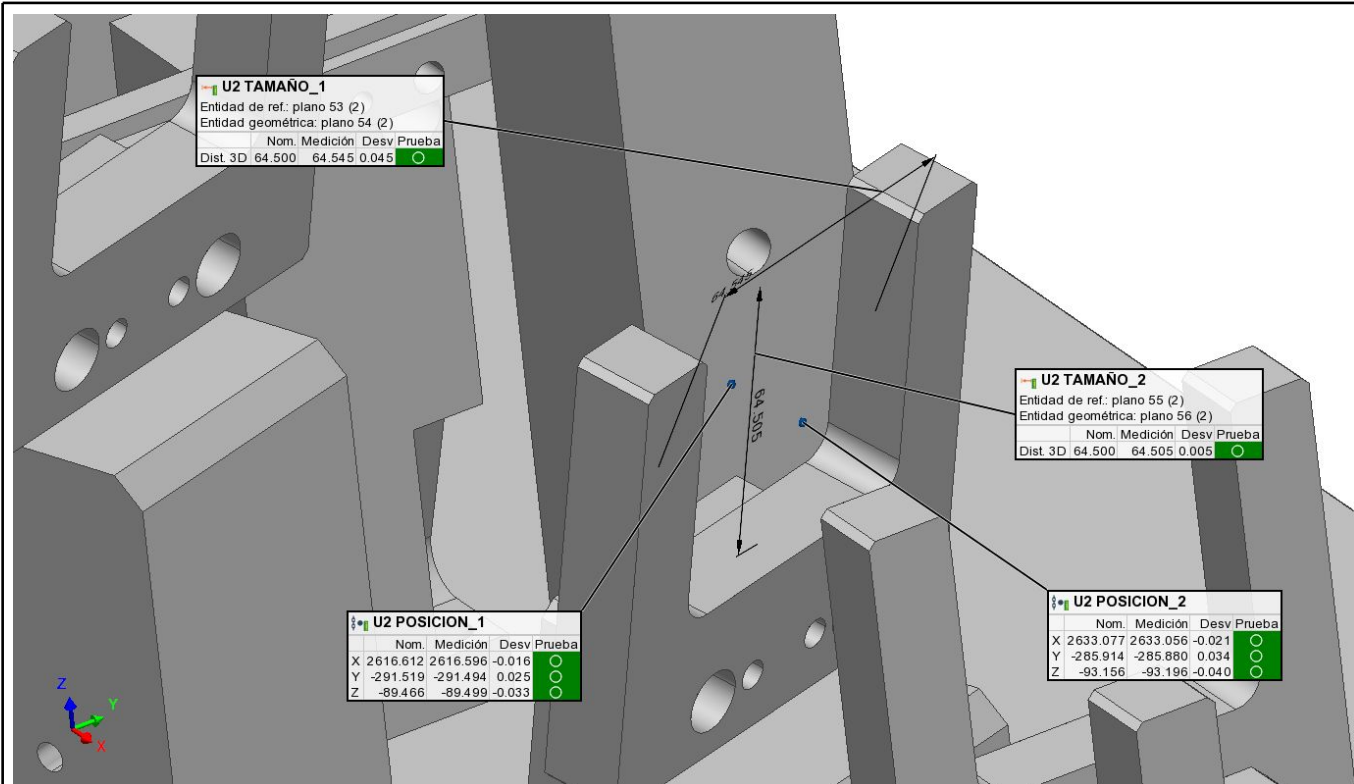 U2 TAMAÑO_1
Entidad de ref.: plano 53 (2)
Entidad geométrica: plano 54 (2)
Nom. Medición Desv Prueba
Dist. 3D 64.500 64.545 0.045
64.545
64.505
U2 TAMAÑO_2
Entidad de ref.: plano 55 (2)
Entidad geométrica: plano 56 (2)
Nom. Medición Desv Prueba
Dist. 3D 64.500 64.505 0.005
U2 POSICION_1
Nom. Medición Desv Prueba
X 2616.612 2616.596 -0.016
Y -291.519 -291.494 0.025
Z -89.466 -89.499 -0.033
U2 POSICION_2
Nom. Medición Desv Prueba
X 2633.077 2633.056 -0.021
Y -285.914 -285.880 0.034
Z -93.156 -93.196 -0.040
Z
Y
X